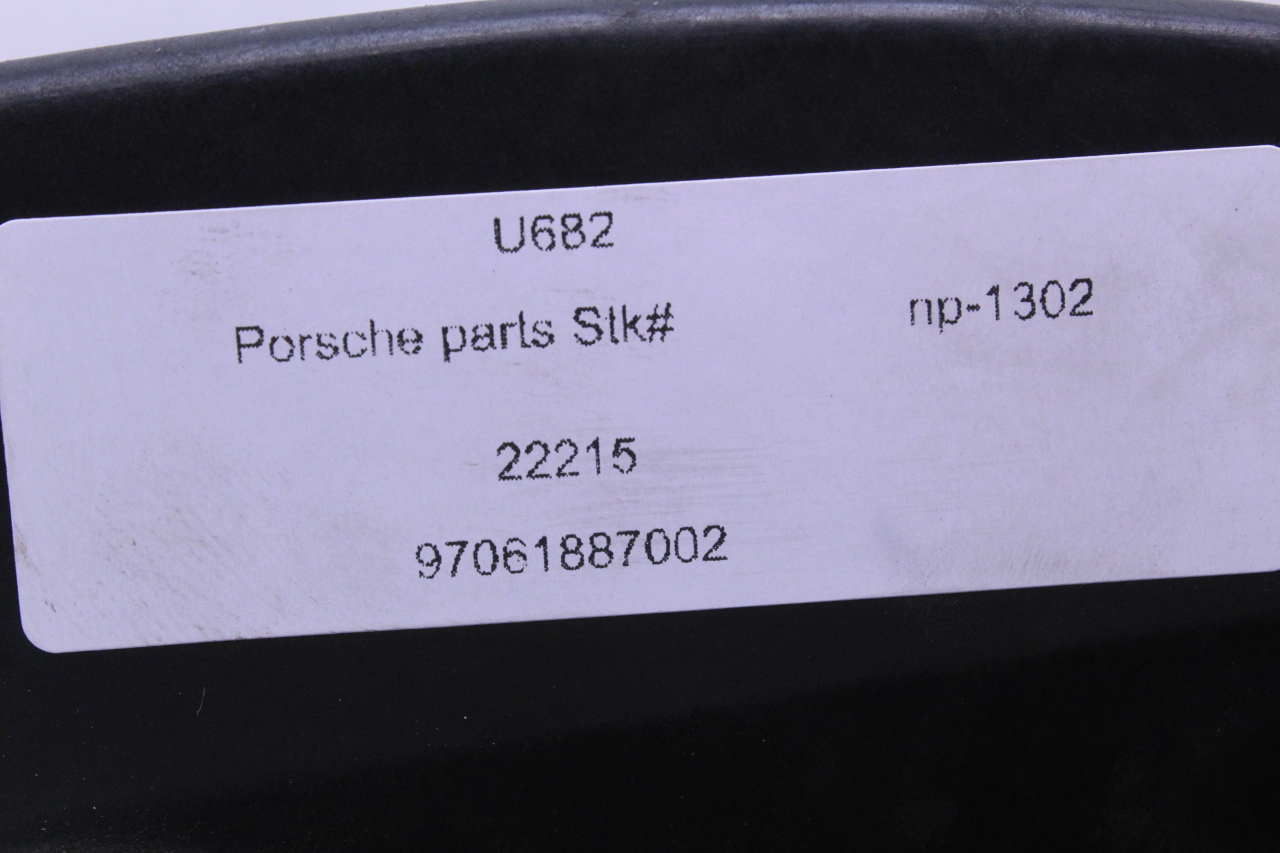 U682
Porsche parts Stk#
np-1302
22215
97061887002